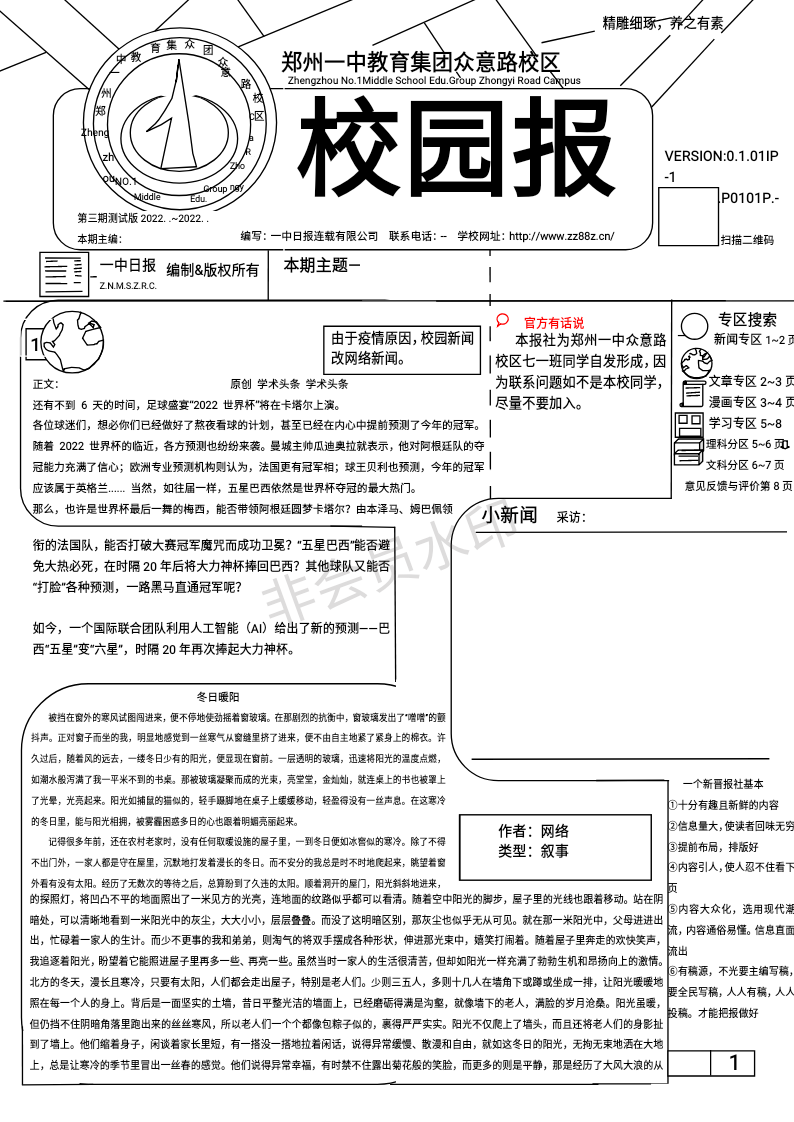 精雕细琢，养之有素
郑州一中教育集团众意路校区
Zhengzhou No.1Middle School Edu.Group Zhongyi Road Campus
郑州一中教育集团众意路校区
Zheng
zh
ou
NO.1
Middle
Edu.
Group
ngy
Zho
R
a
C
校园报
VERSION:0.1.01IP
-1
.P0101P.-
扫描二维码
第三期测试版 2022. .~2022. .
本期主编：
编写：一中日报连载有限公司 联系电话：-- 学校网址：http://www.zz88z.cn/
一中日报
Z.N.M.S.Z.R.C.
编制&版权所有
本期主题—
1
由于疫情原因，校园新闻
改网络新闻。
正文： 原创 学术头条 学术头条
还有不到 6 天的时间，足球盛宴“2022 世界杯”将在卡塔尔上演。
各位球迷们，想必你们已经做好了熬夜看球的计划，甚至已经在内心中提前预测了今年的冠军。
随着 2022 世界杯的临近，各方预测也纷纷来袭。曼城主帅瓜迪奥拉就表示，他对阿根廷队的夺
冠能力充满了信心；欧洲专业预测机构则认为，法国更有冠军相；球王贝利也预测，今年的冠军
应该属于英格兰...... 当然，如往届一样，五星巴西依然是世界杯夺冠的最大热门。
那么，也许是世界杯最后一舞的梅西，能否带领阿根廷圆梦卡塔尔？由本泽马、姆巴佩领
衔的法国队，能否打破大赛冠军魔咒而成功卫冕？“五星巴西”能否避
免大热必死，在时隔 20 年后将大力神杯捧回巴西？其他球队又能否
“打脸”各种预测，一路黑马直通冠军呢？
如今，一个国际联合团队利用人工智能（AI）给出了新的预测——巴
西“五星”变“六星”，时隔 20 年再次捧起大力神杯。
官方有话说
本报社为郑州一中众意路
校区七一班同学自发形成，因
为联系问题如不是本校同学，
尽量不要加入。
专区搜索
新闻专区 1~2 页
文章专区 2~3 页
漫画专区 3~4 页
学习专区 5~8
理科分区 5~6 页
文科分区 6~7 页
意见反馈与评价第 8 页
小新闻 采访：
非会员水印
冬日暖阳
被挡在窗外的寒风试图闯进来，便不停地使劲摇着窗玻璃。在那剧烈的抗衡中，窗玻璃发出了“噌噌”的颤
抖声。正对窗子而坐的我，明显地感觉到一丝寒气从窗缝里挤了进来，便不由自主地紧了紧身上的棉衣。许
久过后，随着风的远去，一缕冬日少有的阳光，便显现在窗前。一层透明的玻璃，迅速将阳光的温度点燃，
如潮水般泻满了我一平米不到的书桌。那被玻璃凝聚而成的光束，亮堂堂，金灿灿，就连桌上的书也被罩上
了光晕，光亮起来。阳光如捕鼠的猫似的，轻手蹑脚地在桌子上缓缓移动，轻盈得没有一丝声息。在这寒冷
的冬日里，能与阳光相拥，被雾霾困惑多日的心也跟着明媚亮丽起来。
记得很多年前，还在农村老家时，没有任何取暖设施的屋子里，一到冬日便如冰窖似的寒冷。除了不得
不出门外，一家人都是守在屋里，沉默地打发着漫长的冬日。而不安分的我总是时不时地爬起来，眺望着窗
外看有没有太阳。经历了无数次的等待之后，总算盼到了久违的太阳。顺着洞开的屋门，阳光斜斜地进来，
的探照灯，将凹凸不平的地面照出了一米见方的光亮，连地面的纹路似乎都可以看清。随着空中阳光的脚步，屋子里的光线也跟着移动。站在阴
暗处，可以清晰地看到一米阳光中的灰尘，大大小小，层层叠叠。而没了这明暗区别，那灰尘也似乎无从可见。就在那一米阳光中，父母进进出
出，忙碌着一家人的生计。而少不更事的我和弟弟，则淘气的将双手摆成各种形状，伸进那光束中，嬉笑打闹着。随着屋子里奔走的欢快笑声，
我追逐着阳光，盼望着它能照进屋子里再多一些、再亮一些。虽然当时一家人的生活很清苦，但却如阳光一样充满了勃勃生机和昂扬向上的激情。
北方的冬天，漫长且寒冷，只要有太阳，人们都会走出屋子，特别是老人们。少则三五人，多则十几人在墙角下或蹲或坐成一排，让阳光暖暖地
照在每一个人的身上。背后是一面坚实的土墙，昔日平整光洁的墙面上，已经磨砺得满是沟壑，就像墙下的老人，满脸的岁月沧桑。阳光虽暖，
但仍挡不住阴暗角落里跑出来的丝丝寒风，所以老人们一个个都像包粽子似的，裹得严严实实。阳光不仅爬上了墙头，而且还将老人们的身影扯
到了墙上。他们缩着身子，闲谈着家长里短，有一搭没一搭地拉着闲话，说得异常缓慢、散漫和自由，就如这冬日的阳光，无拘无束地洒在大地
上，总是让寒冷的季节里冒出一丝春的感觉。他们说得异常幸福，有时禁不住露出菊花般的笑脸，而更多的则是平静，那是经历了大风大浪的从
作者：网络
类型：叙事
一个新晋报社基本
①十分有趣且新鲜的内容
②信息量大，使读者回味无穷
③提前布局，排版好
④内容引人，使人忍不住看下
页
⑤内容大众化，选用现代潮
流，内容通俗易懂。信息直面
流出
⑥有稿源，不光要主编写稿，
要全民写稿，人人有稿，人人
投稿。才能把报做好
1